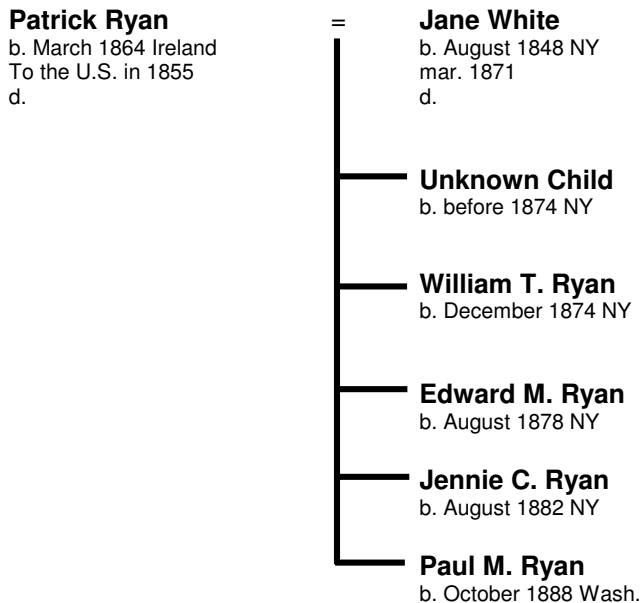 Patrick Ryan
b. March 1864 Ireland
To the U.S. in 1855
d.
=
Jane White
b. August 1848 NY
mar. 1871
d.
Unknown Child
b. before 1874 NY
William T. Ryan
b. December 1874 NY
Edward M. Ryan
b. August 1878 NY
Jennie C. Ryan
b. August 1882 NY
Paul M. Ryan
b. October 1888 Wash.